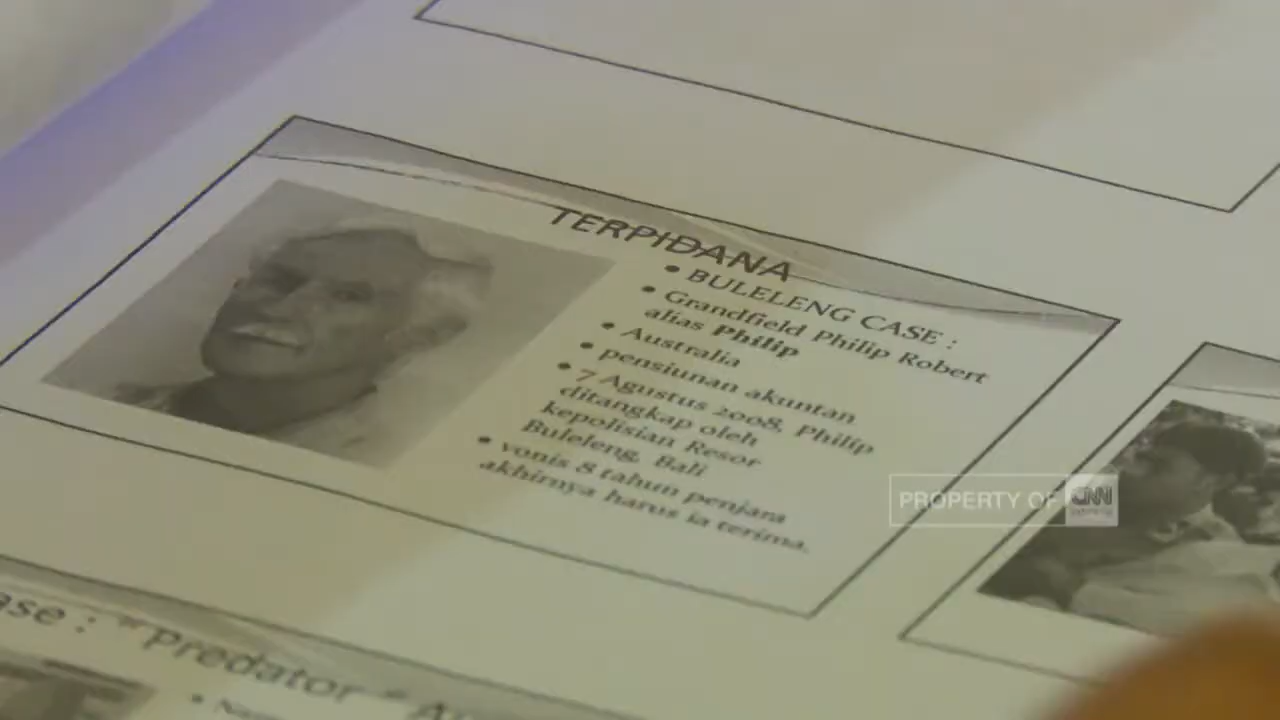 TERPIDANA
BULELENG CASE :
Grandfield Philip Robert
alias Philip
Australia
pensiunan akuntan
7 Agustus 2008, Philip
ditangkap oleh
kepolisian Resor
Buleleng, Bali
vonis 8 tahun penjara
akhirnya harus ia terima.
PROPERTY OF CNN
ase : "Predator "